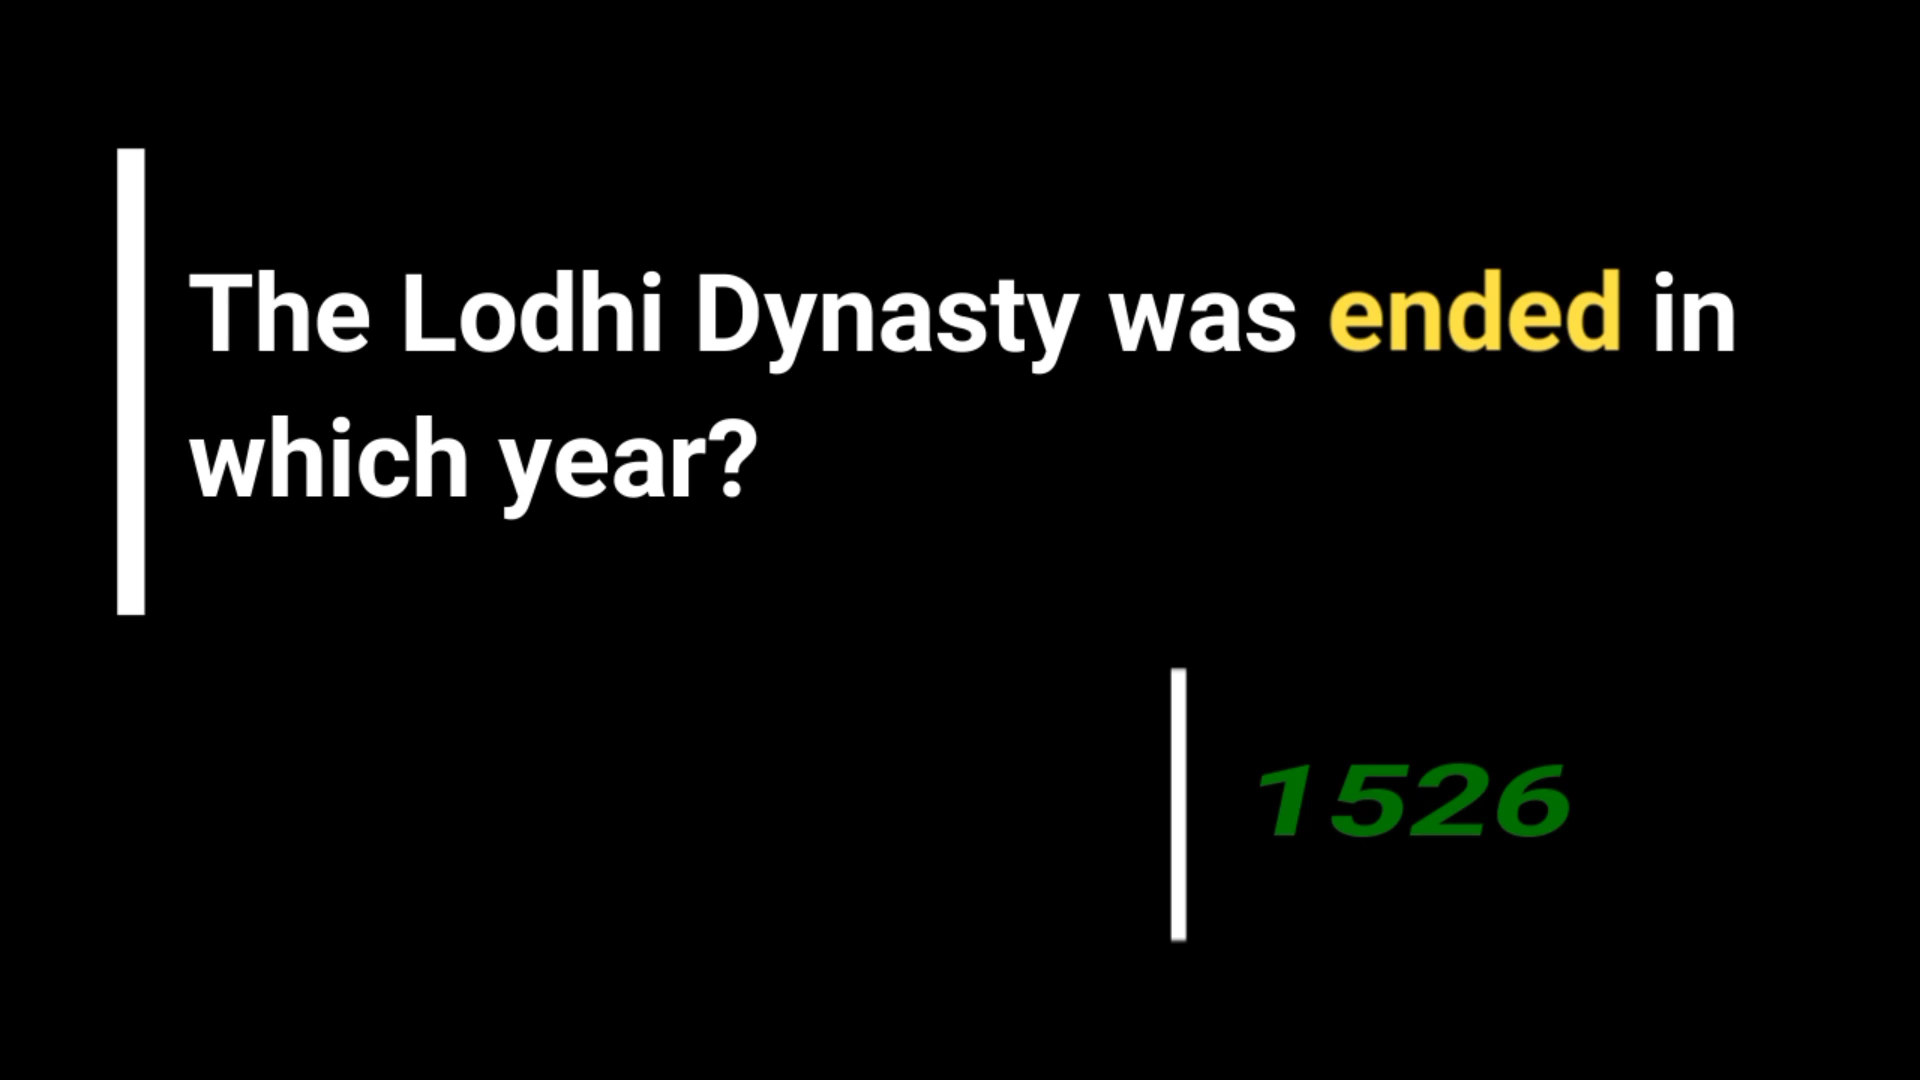 The Lodhi Dynasty was ended in
which year?
1526